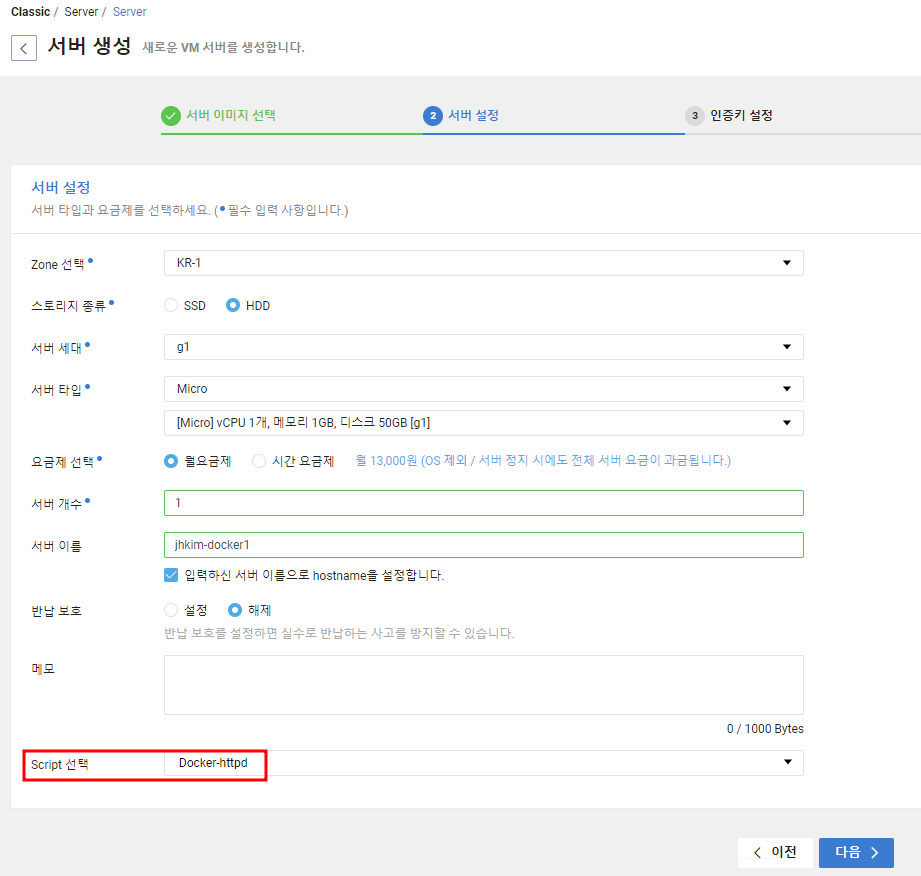 Classic / Server / Server
서버 생성 새로운 VM 서버를 생성합니다.
서버 이미지 선택 2 서버 설정 3 인증키 설정
서버 설정
서버 타입과 요금제를 선택하세요. (• 필수 입력 사항입니다.)
Zone 선택• KR-1
스토리지 종류• SSD HDD
서버 세대• g1
서버 타입• Micro
[Micro] vCPU 1개, 메모리 1GB, 디스크 50GB [g1]
요금제 선택• 월요금제 시간 요금제 월 13,000원 (OS 제외 / 서버 정지 시에도 전체 서버 요금이 과금됩니다.)
서버 개수• 1
서버 이름 jhkim-docker1
입력하신 서버 이름으로 hostname을 설정합니다.
반납 보호 설정 해제
반납 보호를 설정하면 실수로 반납하는 사고를 방지할 수 있습니다.
메모
0 / 1000 Bytes
Script 선택 Docker-httpd
이전 다음